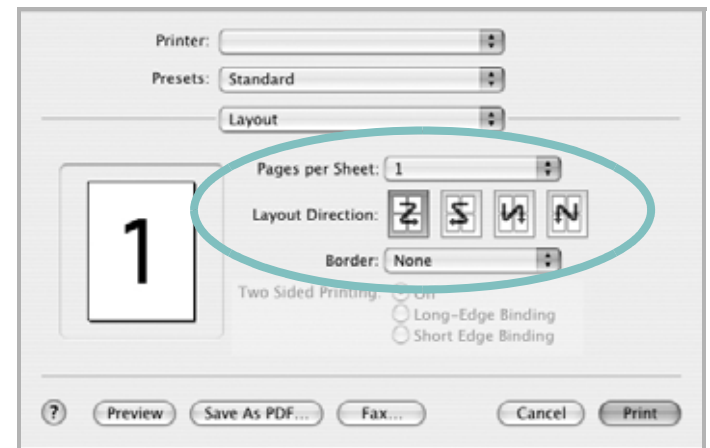 Printer:
Presets: Standard
Layout
Pages per Sheet: 1
Layout Direction:
Border: None
1
Two Sided Printing:
Long-Edge Binding
Short Edge Binding
? Preview Save As PDF... Fax... Cancel Print